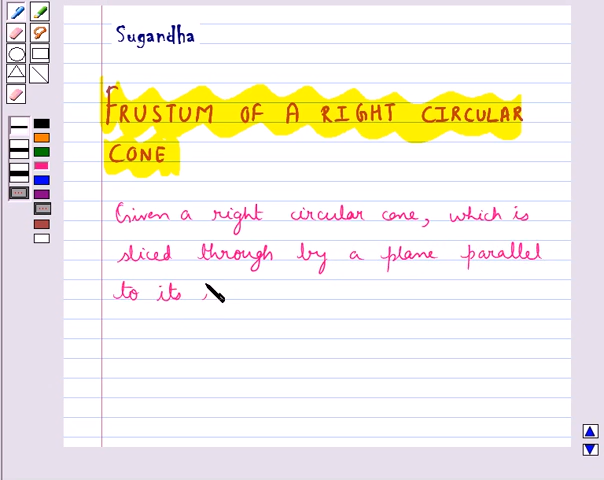 Sugandha
FRUSTUM OF A RIGHT CIRCULAR
CONE
Given a right circular cone, which is
sliced through by a plane parallel
to its